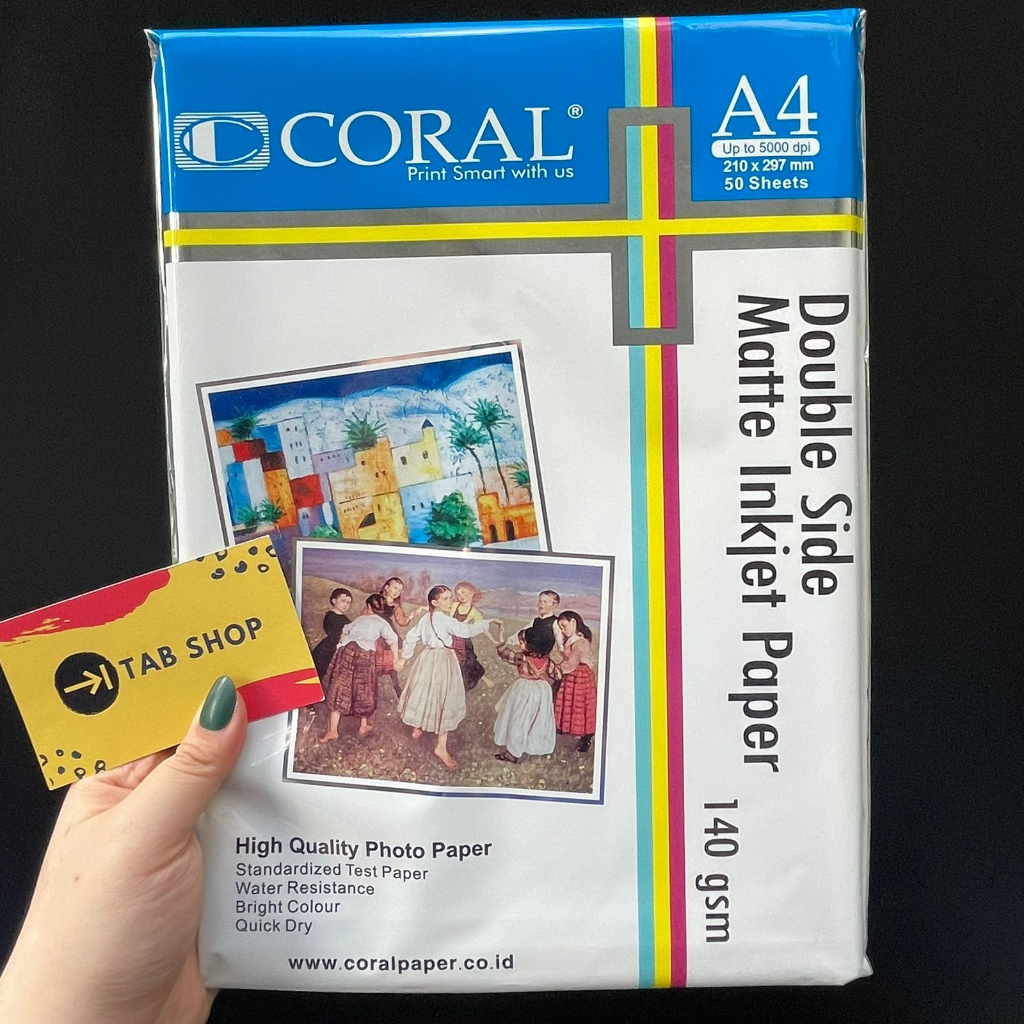 CORAL®
Print Smart with us
A4
Up to 5000 dpi
210 x 297 mm
50 Sheets
Double Side
Matte Inkjet Paper
140 gsm
TAB SHOP
High Quality Photo Paper
Standardized Test Paper
Water Resistance
Bright Colour
Quick Dry
www.coralpaper.co.id